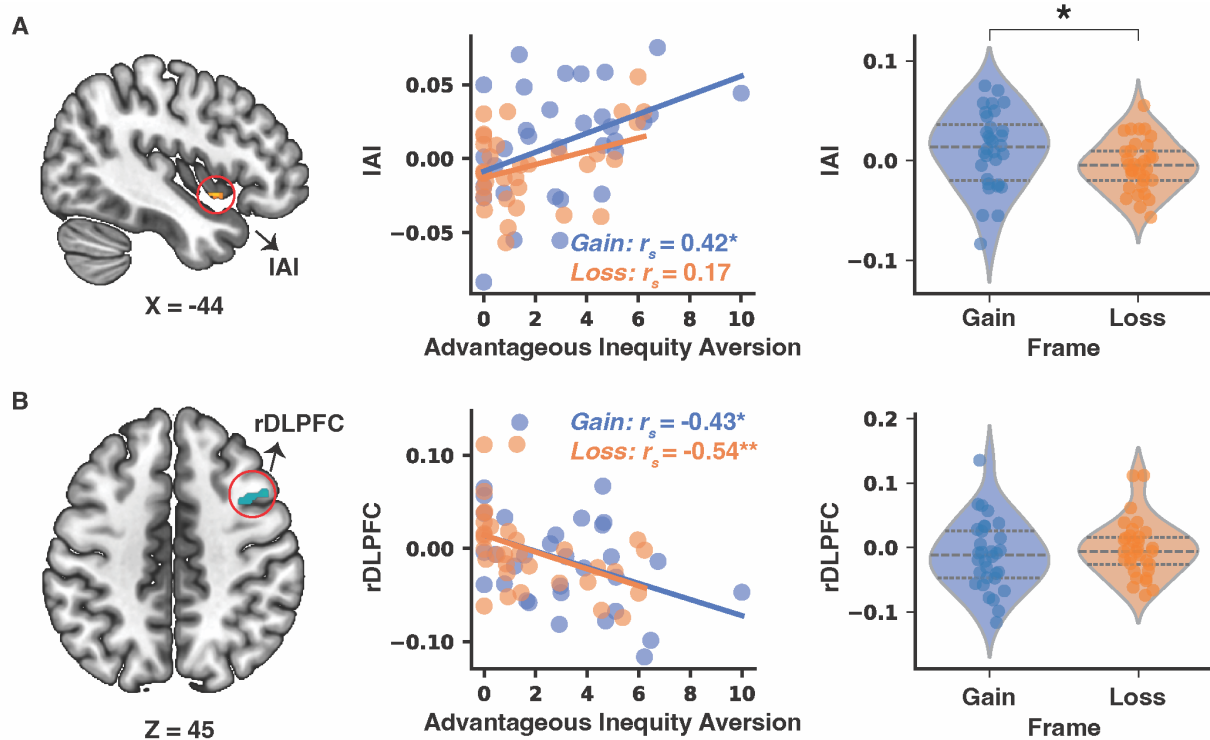 A
lAI
X = -44
0.05
0.00
−0.05
lAI
Gain: rs = 0.42*
Loss: rs = 0.17
0 2 4 6 8 10
Advantageous Inequity Aversion
*
0.1
0.0
−0.1
lAI
Gain Loss
Frame
B
rDLPFC
Z = 45
0.10
0.00
−0.10
rDLPFC
Gain: rs = -0.43*
Loss: rs = -0.54**
0 2 4 6 8 10
Advantageous Inequity Aversion
0.2
0.1
0.0
−0.1
rDLPFC
Gain Loss
Frame